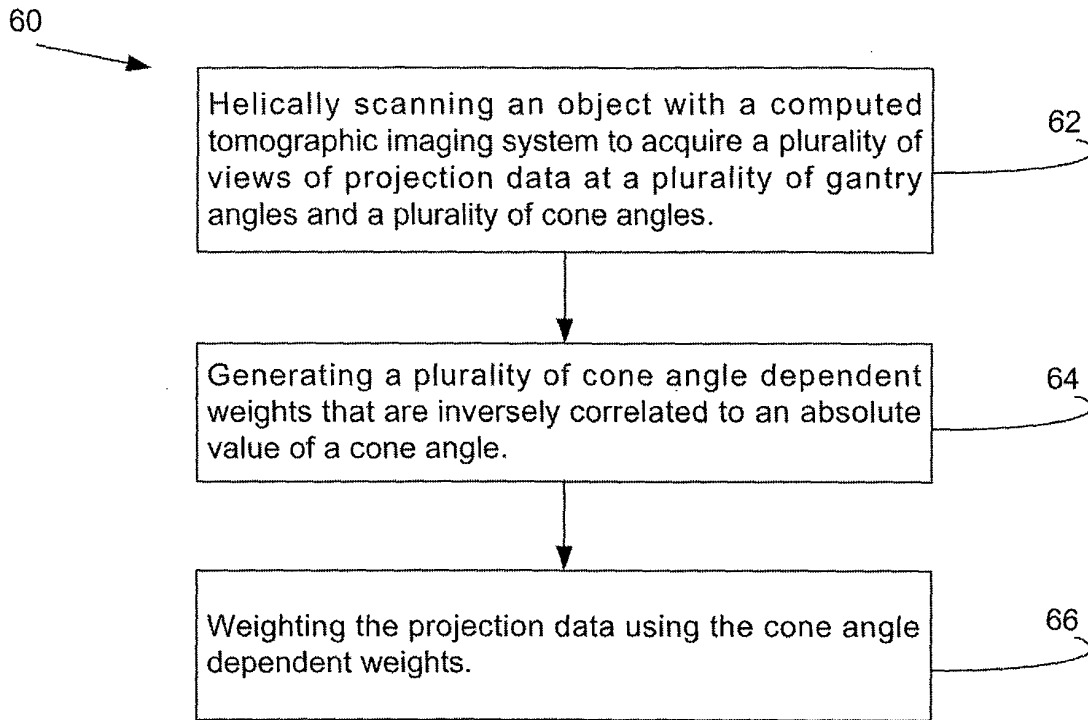 60
Helically scanning an object with a computed
tomographic imaging system to acquire a plurality of
views of projection data at a plurality of gantry
angles and a plurality of cone angles.
62
Generating a plurality of cone angle dependent
weights that are inversely correlated to an absolute
value of a cone angle.
64
Weighting the projection data using the cone angle
dependent weights.
66